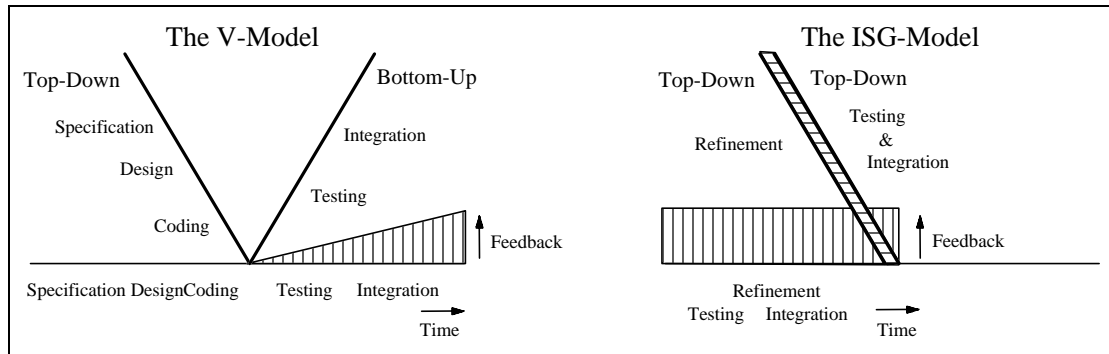 The V-Model
Top-Down
Bottom-Up
Specification
Integration
Design
Testing
Coding
Feedback
Specification DesignCoding Testing Integration
Time
The ISG-Model
Top-Down Top-Down
Testing
&
Integration
Refinement
Feedback
Refinement
Testing Integration
Time